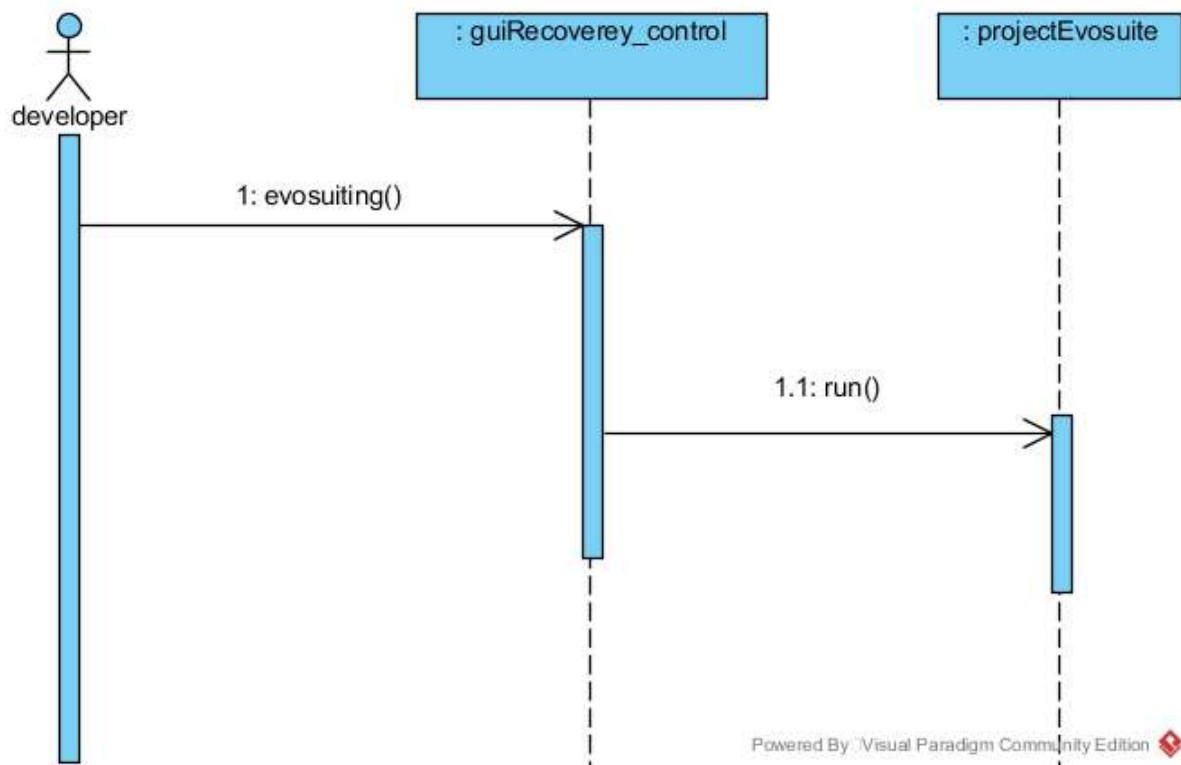 : guiRecoverey_control
: projectEvosuite
developer
1: evosuiting()
1.1: run()
Powered By Visual Paradigm Community Edition